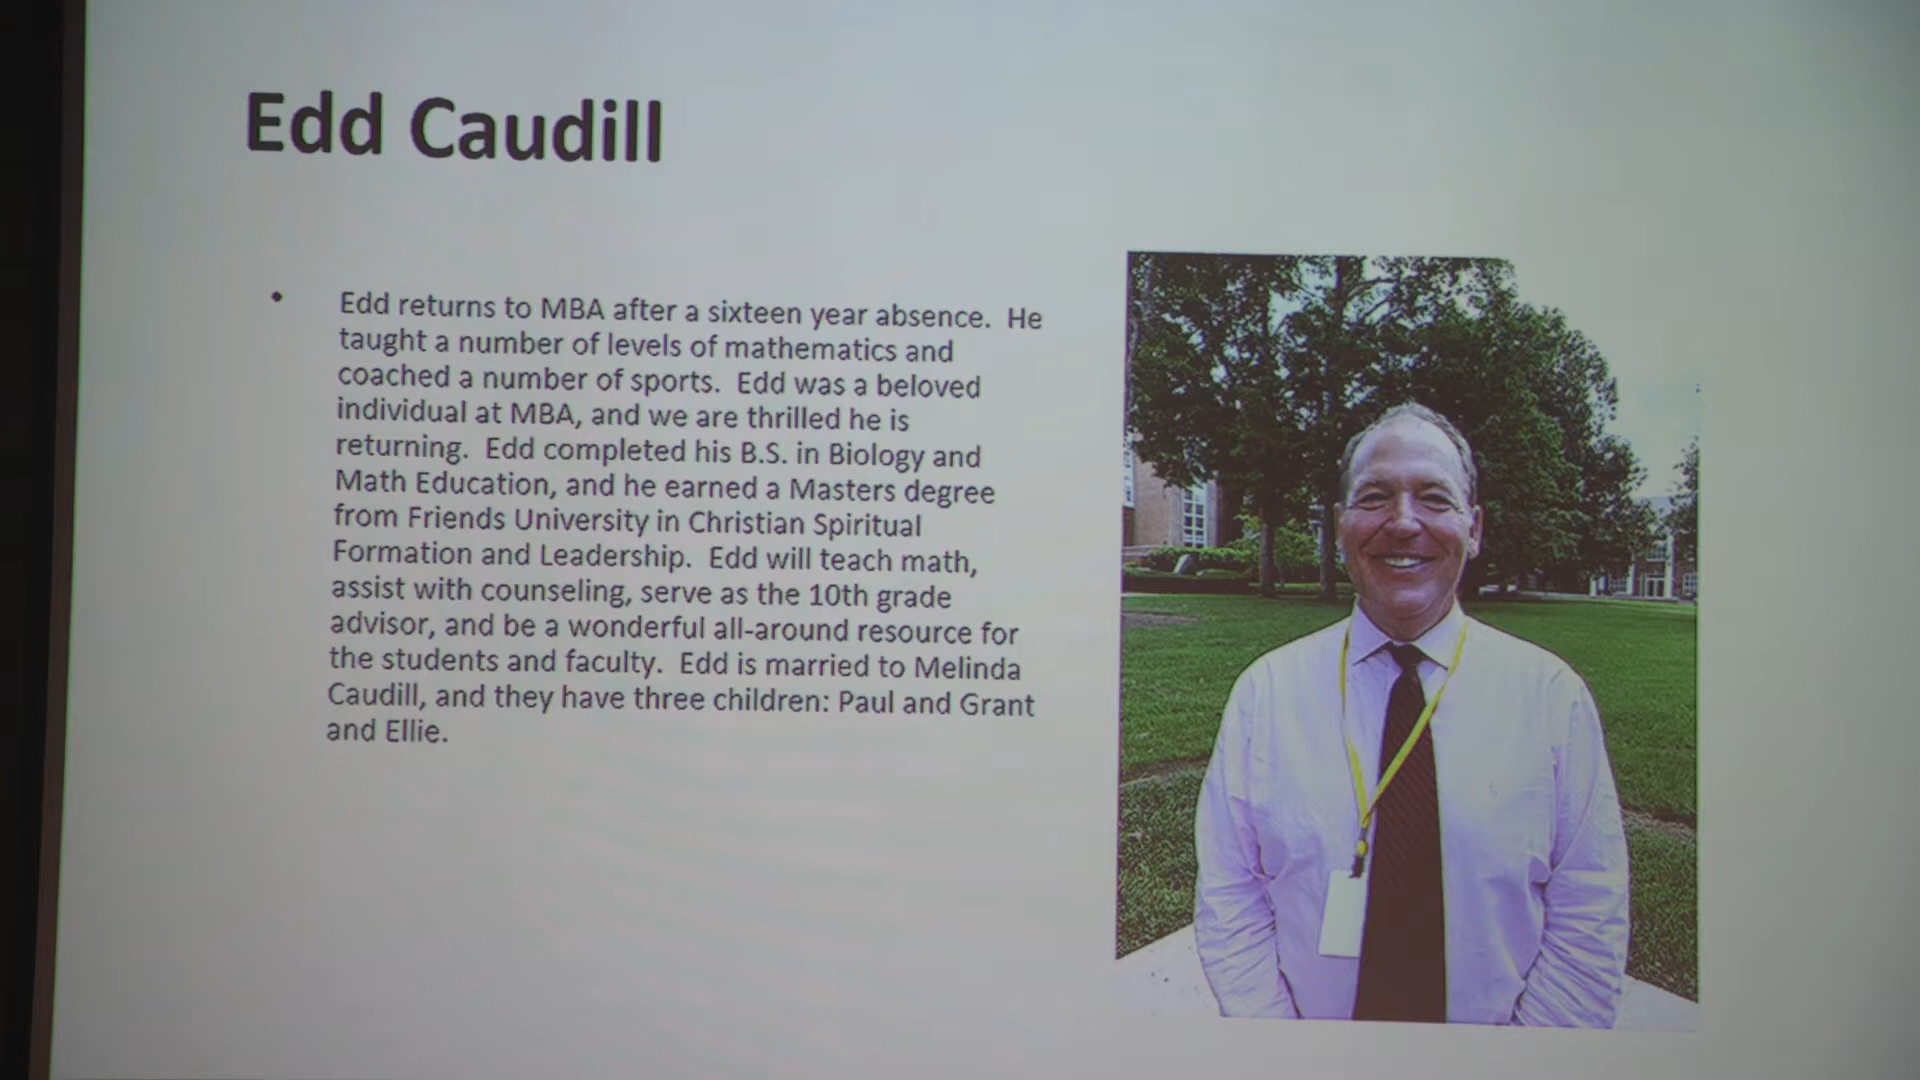 Edd Caudill
• Edd returns to MBA after a sixteen year absence.  He
taught a number of levels of mathematics and
coached a number of sports.  Edd was a beloved
individual at MBA, and we are thrilled he is
returning.  Edd completed his B.S. in Biology and
Math Education, and he earned a Masters degree
from Friends University in Christian Spiritual
Formation and Leadership.  Edd will teach math,
assist with counseling, serve as the 10th grade
advisor, and be a wonderful all-around resource for
the students and faculty.  Edd is married to Melinda
Caudill, and they have three children: Paul and Grant
and Ellie.